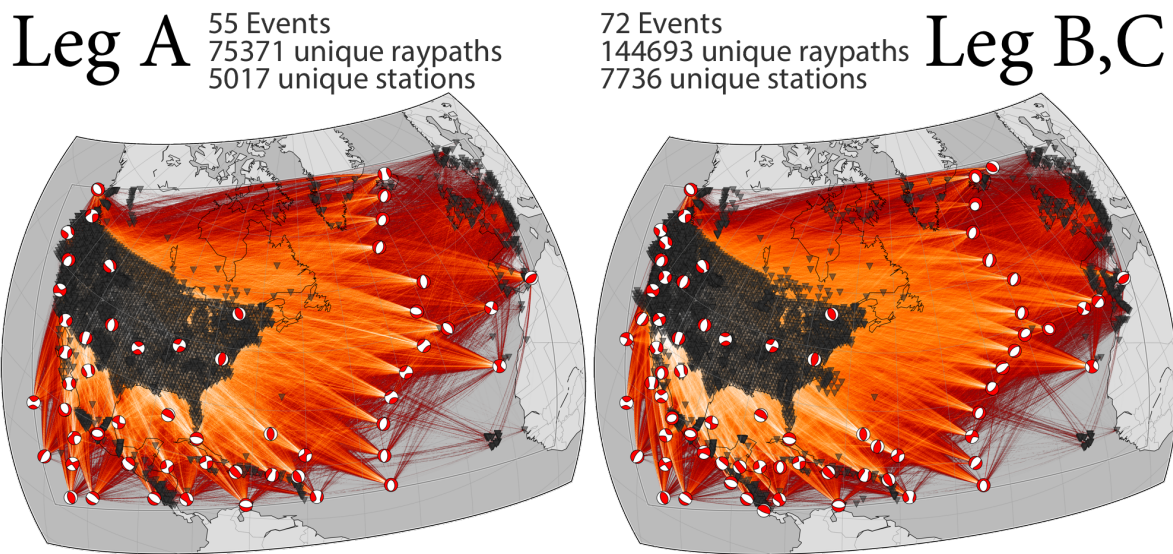 Leg A
55 Events
75371 unique raypaths
5017 unique stations
72 Events
144693 unique raypaths
7736 unique stations
Leg B,C